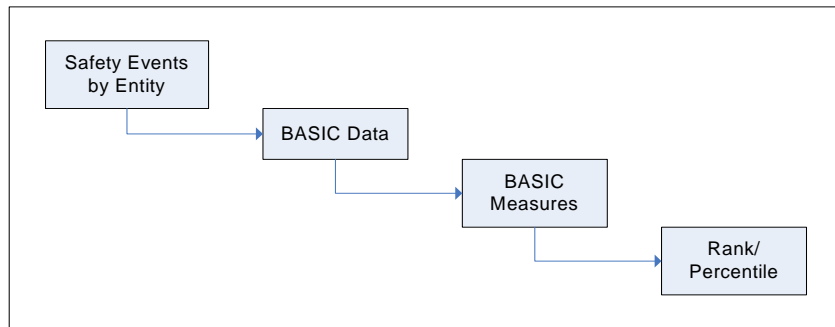 Safety Events
by Entity
BASIC Data
BASIC
Measures
Rank/
Percentile